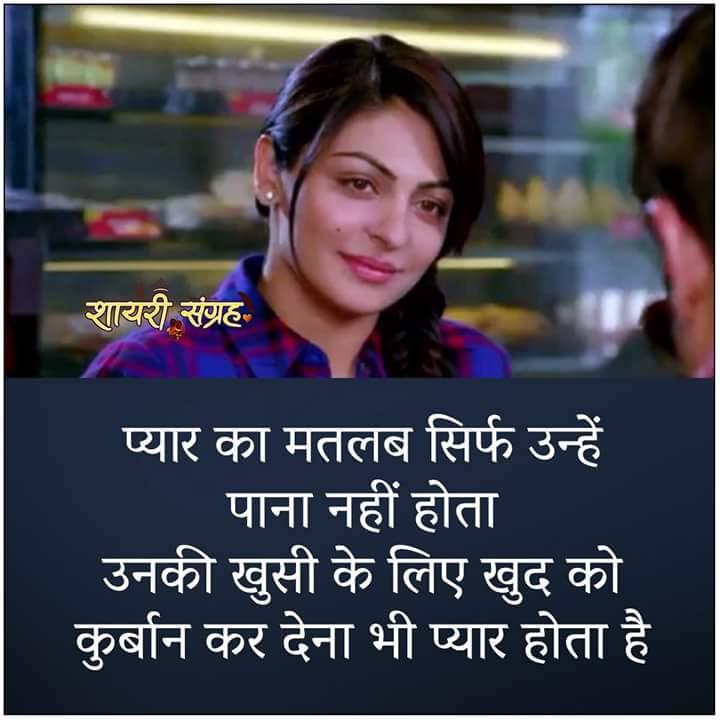 शायरी संग्रह
प्यार का मतलब सिर्फ उन्हें
पाना नहीं होता
उनकी खुसी के लिए खुद को
कुर्बान कर देना भी प्यार होता है